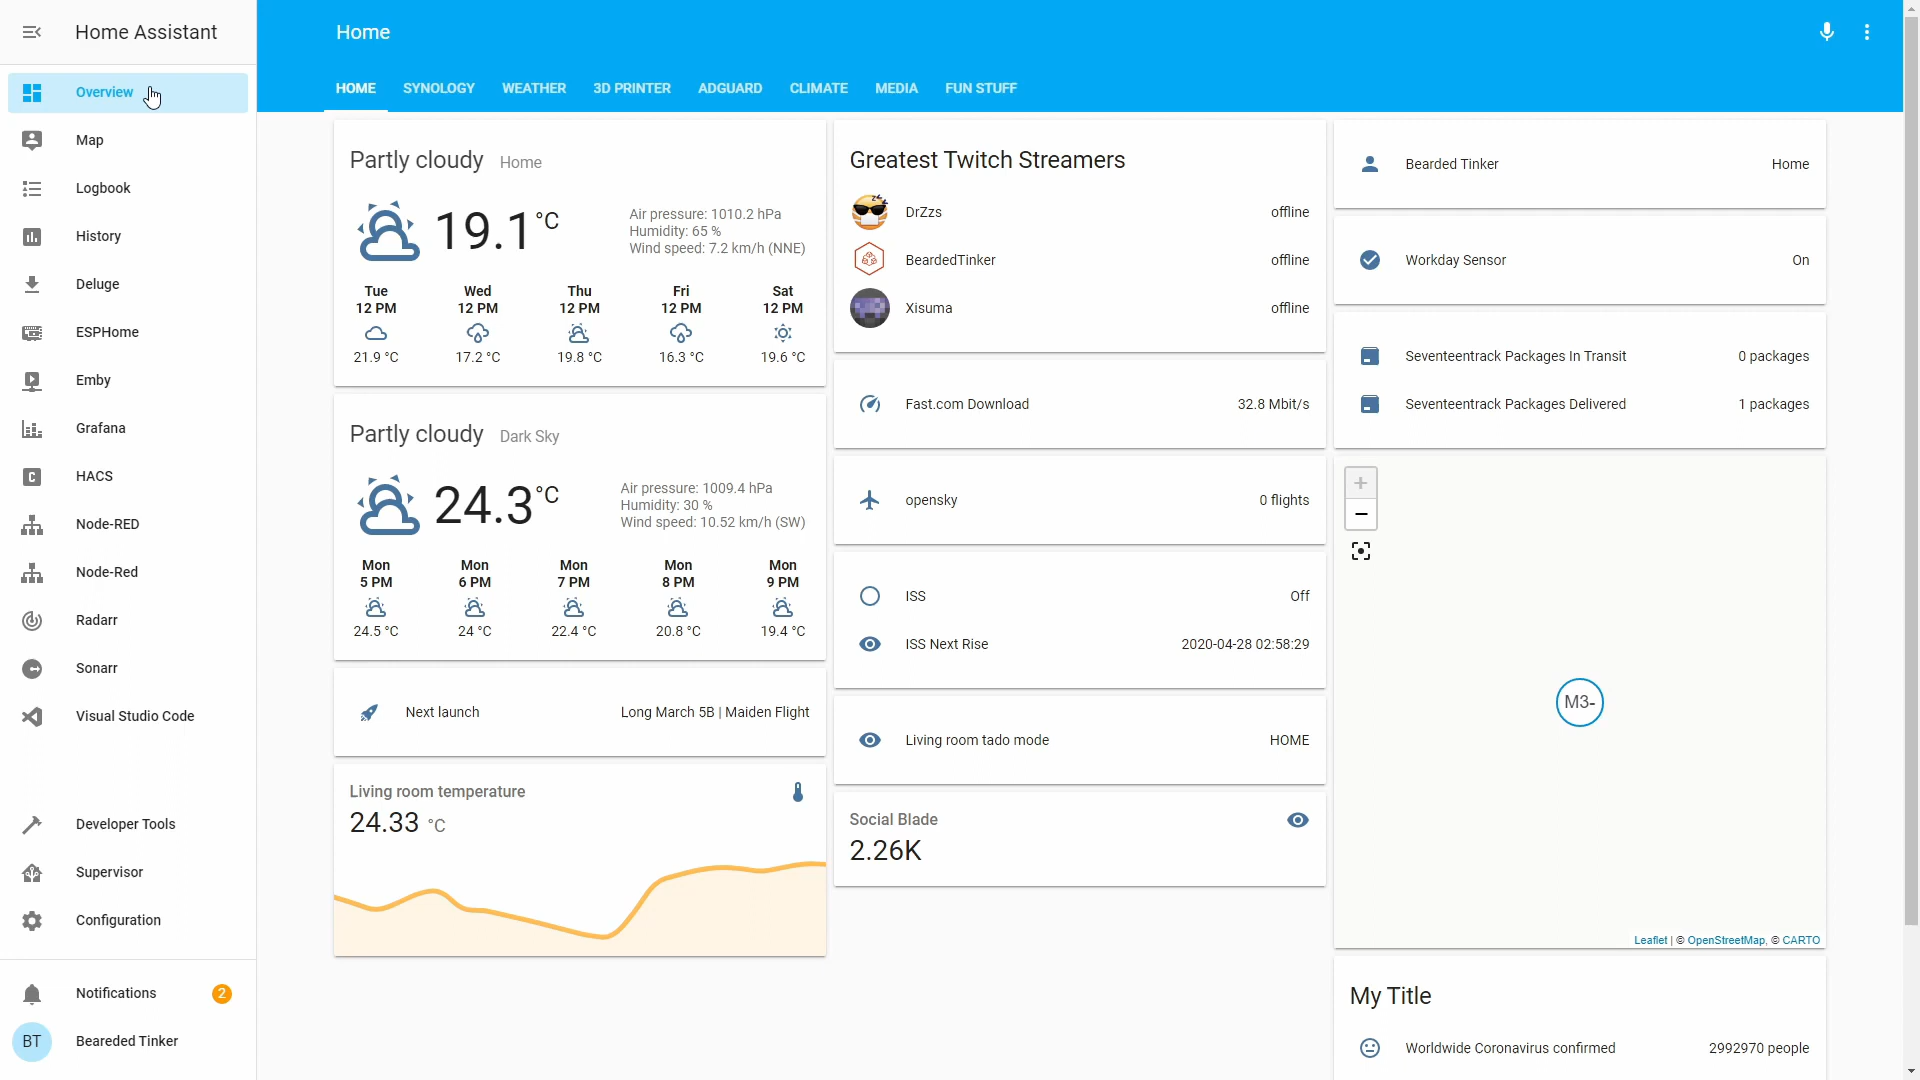 Home Assistant
Overview
Map
Logbook
History
Deluge
ESPHome
Emby
Grafana
HACS
Node-RED
Node-Red
Radarr
Sonarr
Visual Studio Code
Developer Tools
Supervisor
Configuration
Notifications 2
BT Beareded Tinker
Home
HOME SYNOLOGY WEATHER 3D PRINTER ADGUARD CLIMATE MEDIA FUN STUFF
Partly cloudy Home
19.1 °C
Air pressure: 1010.2 hPa
Humidity: 65 %
Wind speed: 7.2 km/h (NNE)
Tue Wed Thu Fri Sat
12 PM 12 PM 12 PM 12 PM 12 PM
21.9 °C 17.2 °C 19.8 °C 16.3 °C 19.6 °C
Partly cloudy Dark Sky
24.3 °C
Air pressure: 1009.4 hPa
Humidity: 30 %
Wind speed: 10.52 km/h (SW)
Mon Mon Mon Mon Mon
5 PM 6 PM 7 PM 8 PM 9 PM
24.5 °C 24 °C 22.4 °C 20.8 °C 19.4 °C
Next launch Long March 5B | Maiden Flight
Living room temperature
24.33 °C
Greatest Twitch Streamers
DrZzs offline
BeardedTinker offline
Xisuma offline
Fast.com Download 32.8 Mbit/s
opensky 0 flights
ISS Off
ISS Next Rise 2020-04-28 02:58:29
Living room tado mode HOME
Social Blade
2.26K
Bearded Tinker Home
Workday Sensor On
Seventeentrack Packages In Transit 0 packages
Seventeentrack Packages Delivered 1 packages
+
−
M3-
Leaflet | © OpenStreetMap, © CARTO
My Title
Worldwide Coronavirus confirmed 2992970 people